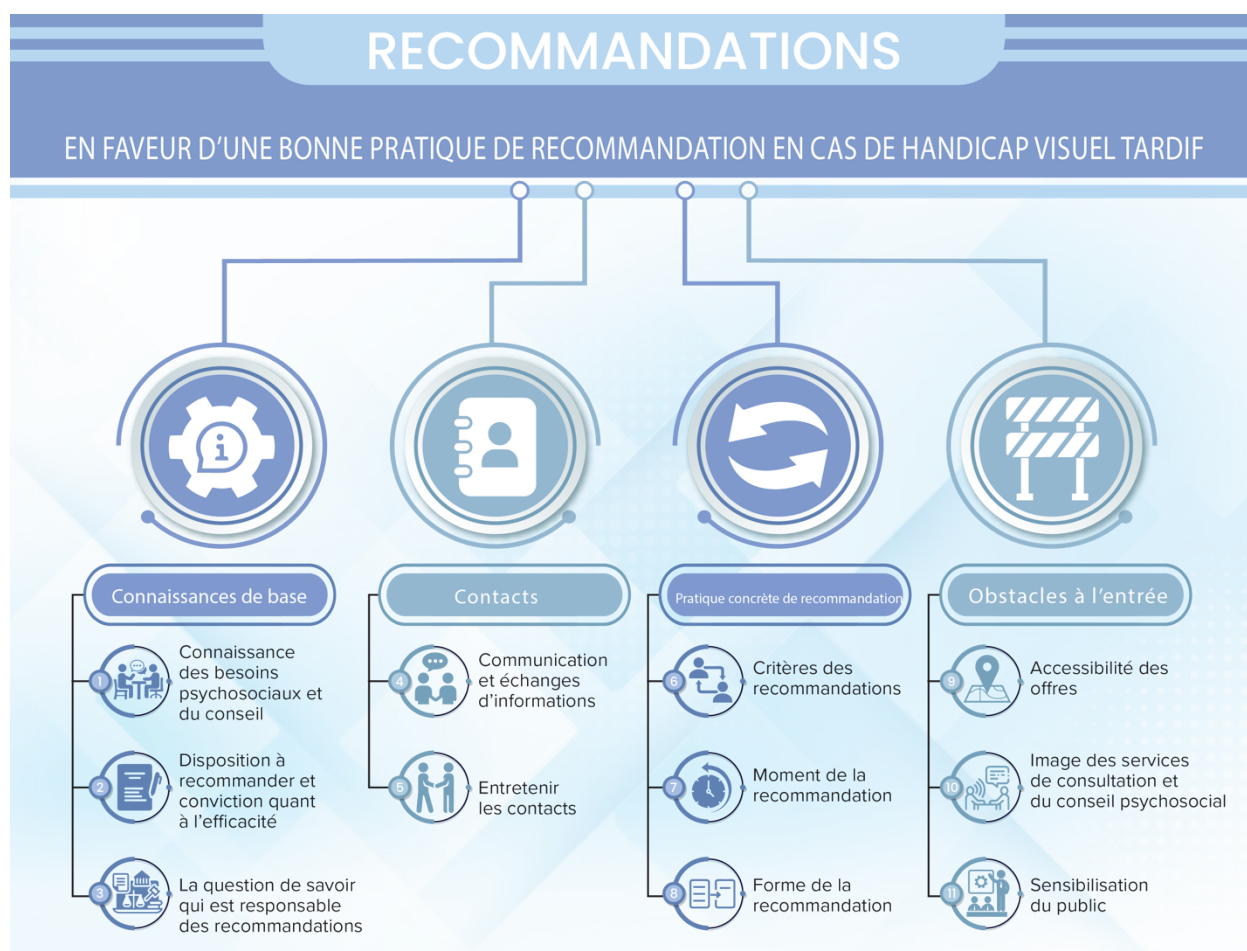 RECOMMANDATIONS
EN FAVEUR D'UNE BONNE PRATIQUE DE RECOMMANDATION EN CAS DE HANDICAP VISUEL TARDIF
Connaissances de base
1
Connaissance
des besoins
psychosociaux et
du conseil
2
Disposition à
recommander et
conviction quant
à l'efficacité
3
La question de savoir
qui est responsable
des recommandations
Contacts
4
Communication
et échanges
d'informations
5
Entretenir
les contacts
Pratique concrète de recommandation
6
Critères des
recommandations
7
Moment de la
recommandation
8
Forme de la
recommandation
Obstacles à l'entrée
9
Accessibilité des
offres
10
Image des services
de consultation et
du conseil psychosocial
11
Sensibilisation
du public